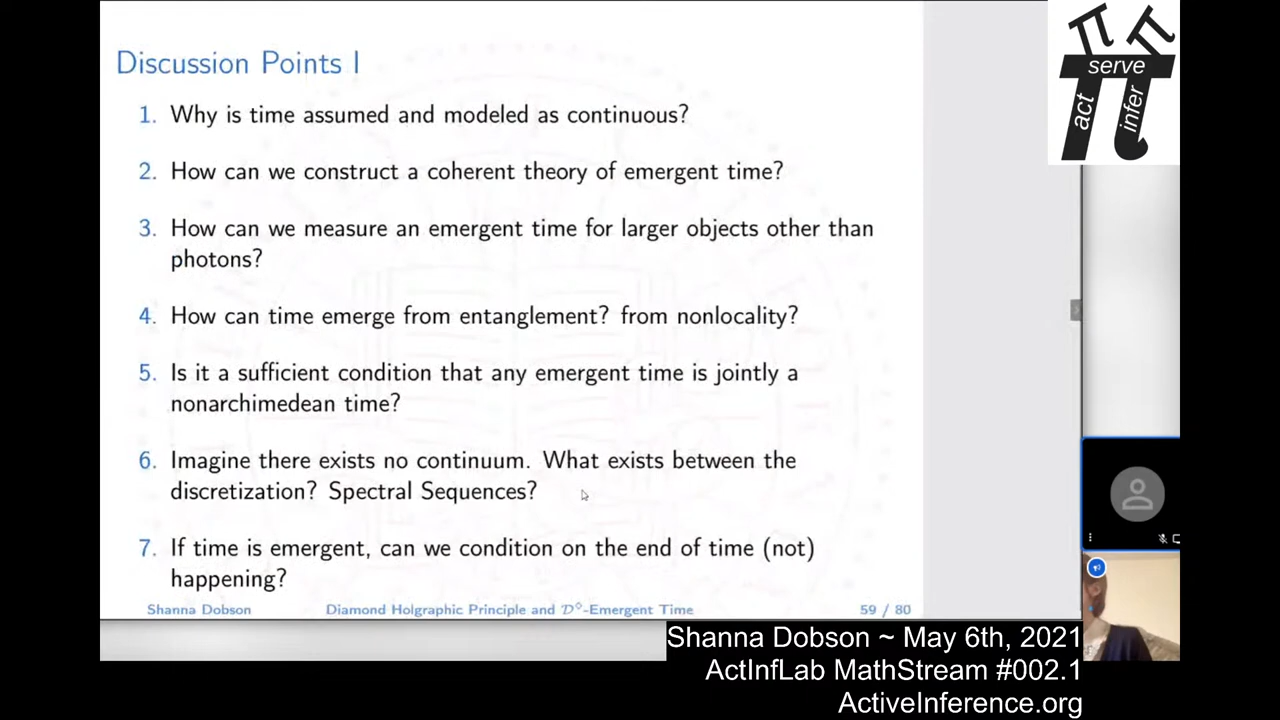 Discussion Points I
1. Why is time assumed and modeled as continuous?
2. How can we construct a coherent theory of emergent time?
3. How can we measure an emergent time for larger objects other than
photons?
4. How can time emerge from entanglement? from nonlocality?
5. Is it a sufficient condition that any emergent time is jointly a
nonarchimedean time?
6. Imagine there exists no continuum. What exists between the
discretization? Spectral Sequences?
7. If time is emergent, can we condition on the end of time (not)
happening?
Shanna Dobson Diamond Holgraphic Principle and 𝒟◇-Emergent Time 59 / 80
serve
act
infer
Shanna Dobson ~ May 6th, 2021
ActInfLab MathStream #002.1
ActiveInference.org